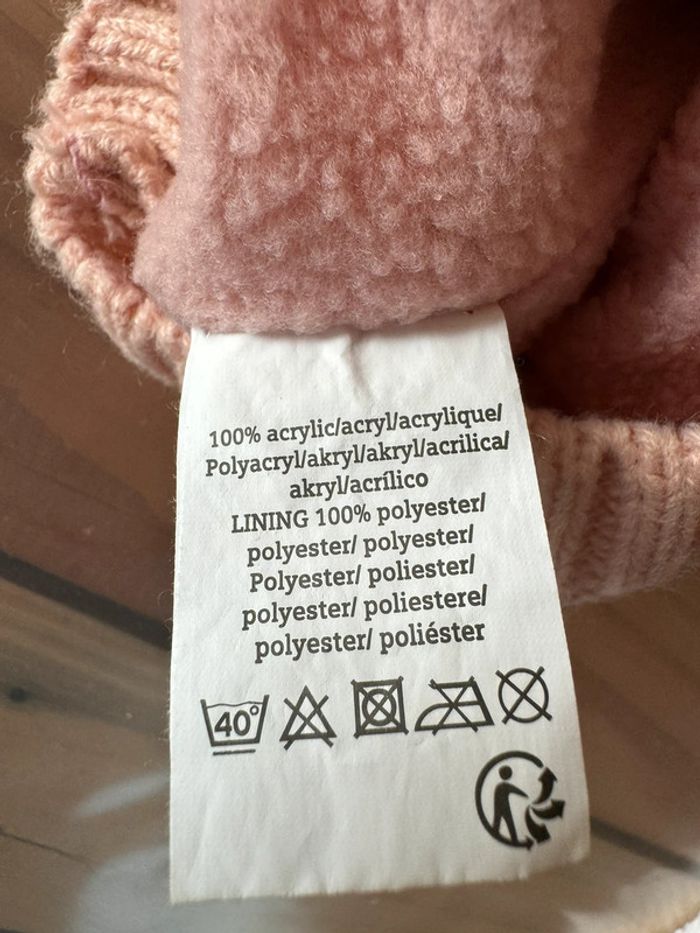 100% acrylic/acryl/acrylique/
Polyacryl/akryl/akryl/acrilica/
akryl/acrílico
LINING 100% polyester/
polyester/ polyester/
Polyester/ poliester/
polyester/ poliestere/
polyester/ poliéster
40°